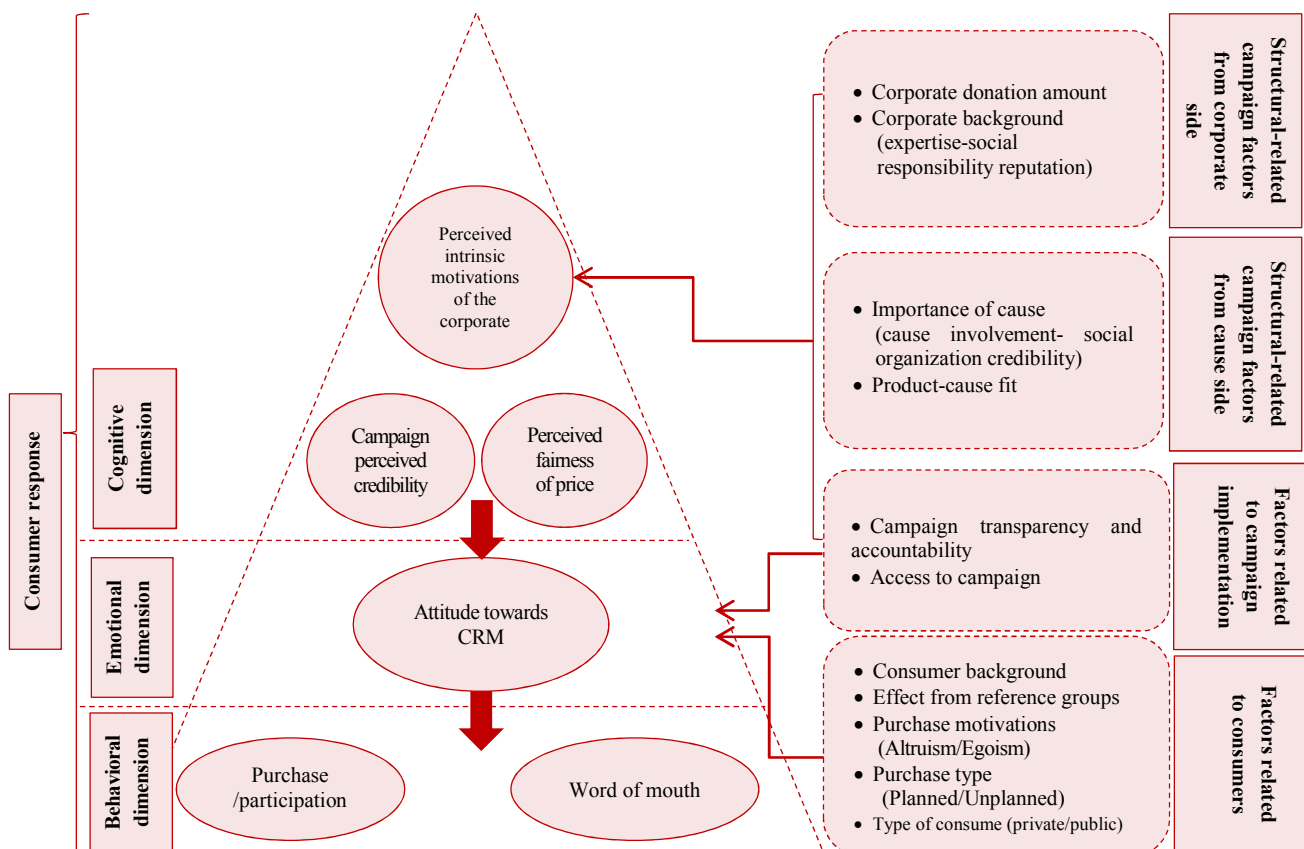 Consumer response
Cognitive
dimension
Emotional
dimension
Behavioral
dimension
Perceived
intrinsic
motivations
of the
corporate
Campaign
perceived
credibility
Perceived
fairness
of price
Attitude towards
CRM
Purchase
/participation
Word of mouth
• Corporate donation amount
• Corporate background
(expertise-social
responsibility reputation)
• Importance of cause
(cause involvement- social
organization credibility)
• Product-cause fit
• Campaign transparency and
accountability
• Access to campaign
• Consumer background
• Effect from reference groups
• Purchase motivations
(Altruism/Egoism)
• Purchase type
(Planned/Unplanned)
• Type of consume (private/public)
Structural-related
campaign factors
from corporate
side
Structural-related
campaign factors
from cause side
Factors related
to campaign
implementation
Factors related
to consumers